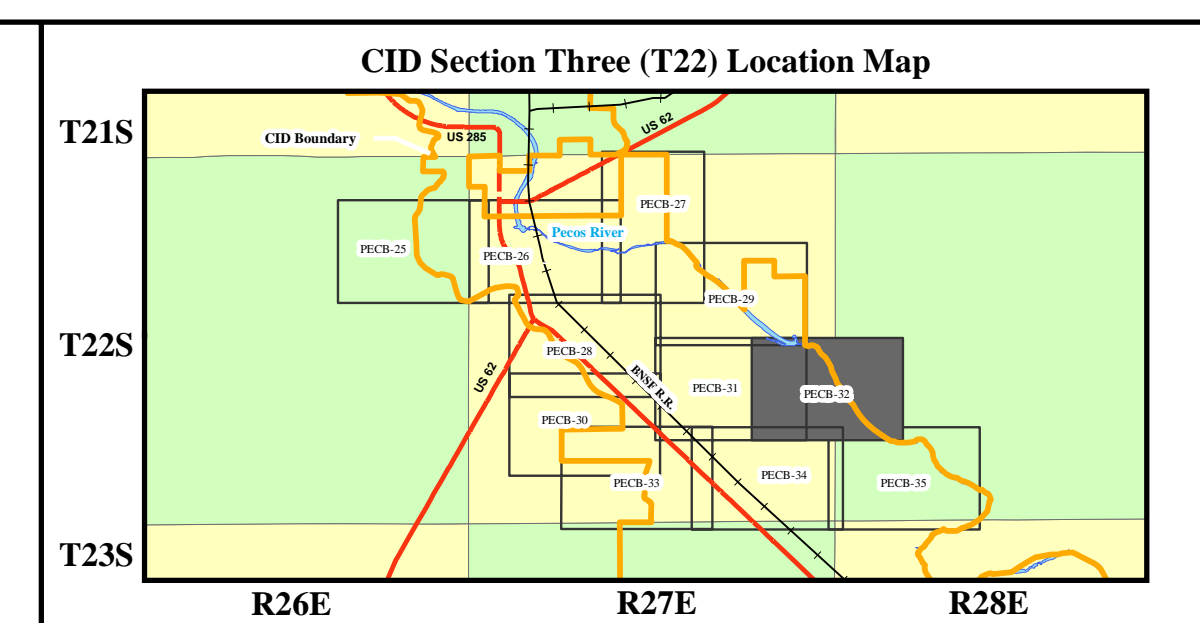 CID Section Three (T22) Location Map
T21S
CID Boundary
US 285
US 62
PECB-27
Pecos River
PECB-25
PECB-26
PECB-29
T22S
PECB-28
US 62
BNSF R.R.
PECB-31
PECB-32
PECB-30
PECB-33
PECB-34
PECB-35
T23S
R26E
R27E
R28E